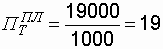 П_Т^ПЛ = 19000/1000 = 19